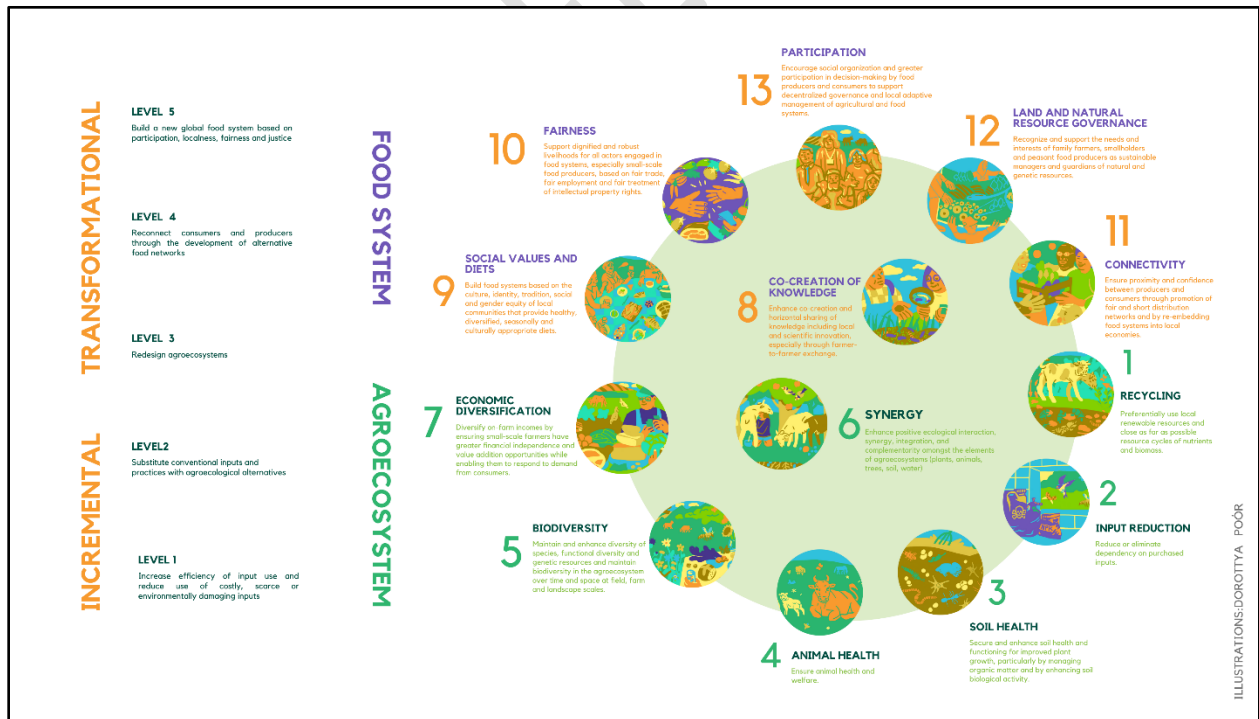 TRANSFORMATIONAL
INCREMENTAL
LEVEL 5
Build a new global food system based on
participation, localness, fairness and justice
LEVEL 4
Reconnect consumers and producers
through the development of alternative
food networks
LEVEL 3
Redesign agroecosystems
LEVEL2
Substitute conventional inputs and
practices with agroecological alternatives
LEVEL 1
Increase efficiency of input use and
reduce use of costly, scarce or
environmentally damaging inputs
FOOD SYSTEM
AGROECOSYSTEM
13
PARTICIPATION
Encourage social organization and greater
participation in decision-making by food
producers and consumers to support
decentralized governance and local adaptive
management of agricultural and food
systems.
12
LAND AND NATURAL
RESOURCE GOVERNANCE
Recognize and support the needs and
interests of family farmers, smallholders
and peasant food producers as sustainable
managers and guardians of natural and
genetic resources.
10
FAIRNESS
Support dignified and robust
livelihoods for all actors engaged in
food systems, especially small-scale
food producers, based on fair trade,
fair employment and fair treatment
of intellectual property rights.
11
CONNECTIVITY
Ensure proximity and confidence
between producers and
consumers through promotion of
fair and short distribution
networks and by re-embedding
food systems into local
economies.
9
SOCIAL VALUES AND
DIETS
Build food systems based on the
culture, identity, tradition, social
and gender equity of local
communities that provide healthy,
diversified, seasonally and
culturally appropriate diets.
8
CO-CREATION OF
KNOWLEDGE
Enhance co-creation and
horizontal sharing of
knowledge including local
and scientific innovation,
especially through farmer-
to-farmer exchange.
1
RECYCLING
Preferentially use local
renewable resources and
close as far as possible
resource cycles of nutrients
and biomass.
7
ECONOMIC
DIVERSIFICATION
Diversify on-farm incomes by
ensuring small-scale farmers have
greater financial independence and
value addition opportunities while
enabling them to respond to demand
from consumers.
6
SYNERGY
Enhance positive ecological interaction,
synergy, integration, and
complementarity amongst the elements
of agroecosystems (plants, animals,
trees, soil, water)
2
INPUT REDUCTION
Reduce or eliminate
dependency on purchased
inputs.
5
BIODIVERSITY
Maintain and enhance diversity of
species, functional diversity and
genetic resources and maintain
biodiversity in the agroecosystem
over time and space at field, farm
and landscape scales.
3
SOIL HEALTH
Secure and enhance soil health and
functioning for improved plant
growth, particularly by managing
organic matter and by enhancing soil
biological activity.
4
ANIMAL HEALTH
Ensure animal health and
welfare.
ILLUSTRATIONS:DOROTTYA POÓR